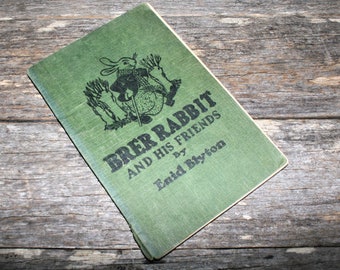 BRER RABBIT
AND HIS FRIENDS
by
Enid Blyton